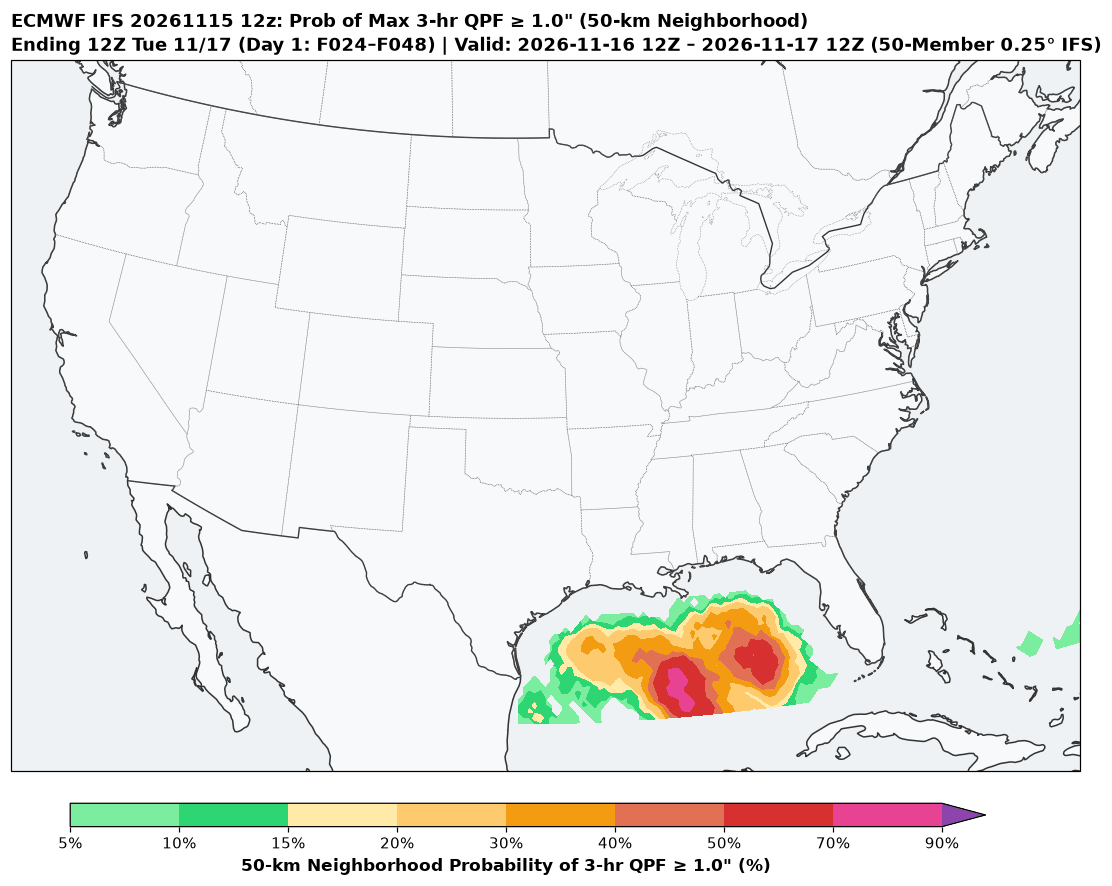 ECMWF IFS 20261115 12z: Prob of Max 3-hr QPF ≥ 1.0" (50-km Neighborhood)
Ending 12Z Tue 11/17 (Day 1: F024–F048) | Valid: 2026-11-16 12Z – 2026-11-17 12Z (50-Member 0.25° IFS)
5% 10% 15% 20% 30% 40% 50% 70% 90%
50-km Neighborhood Probability of 3-hr QPF ≥ 1.0" (%)